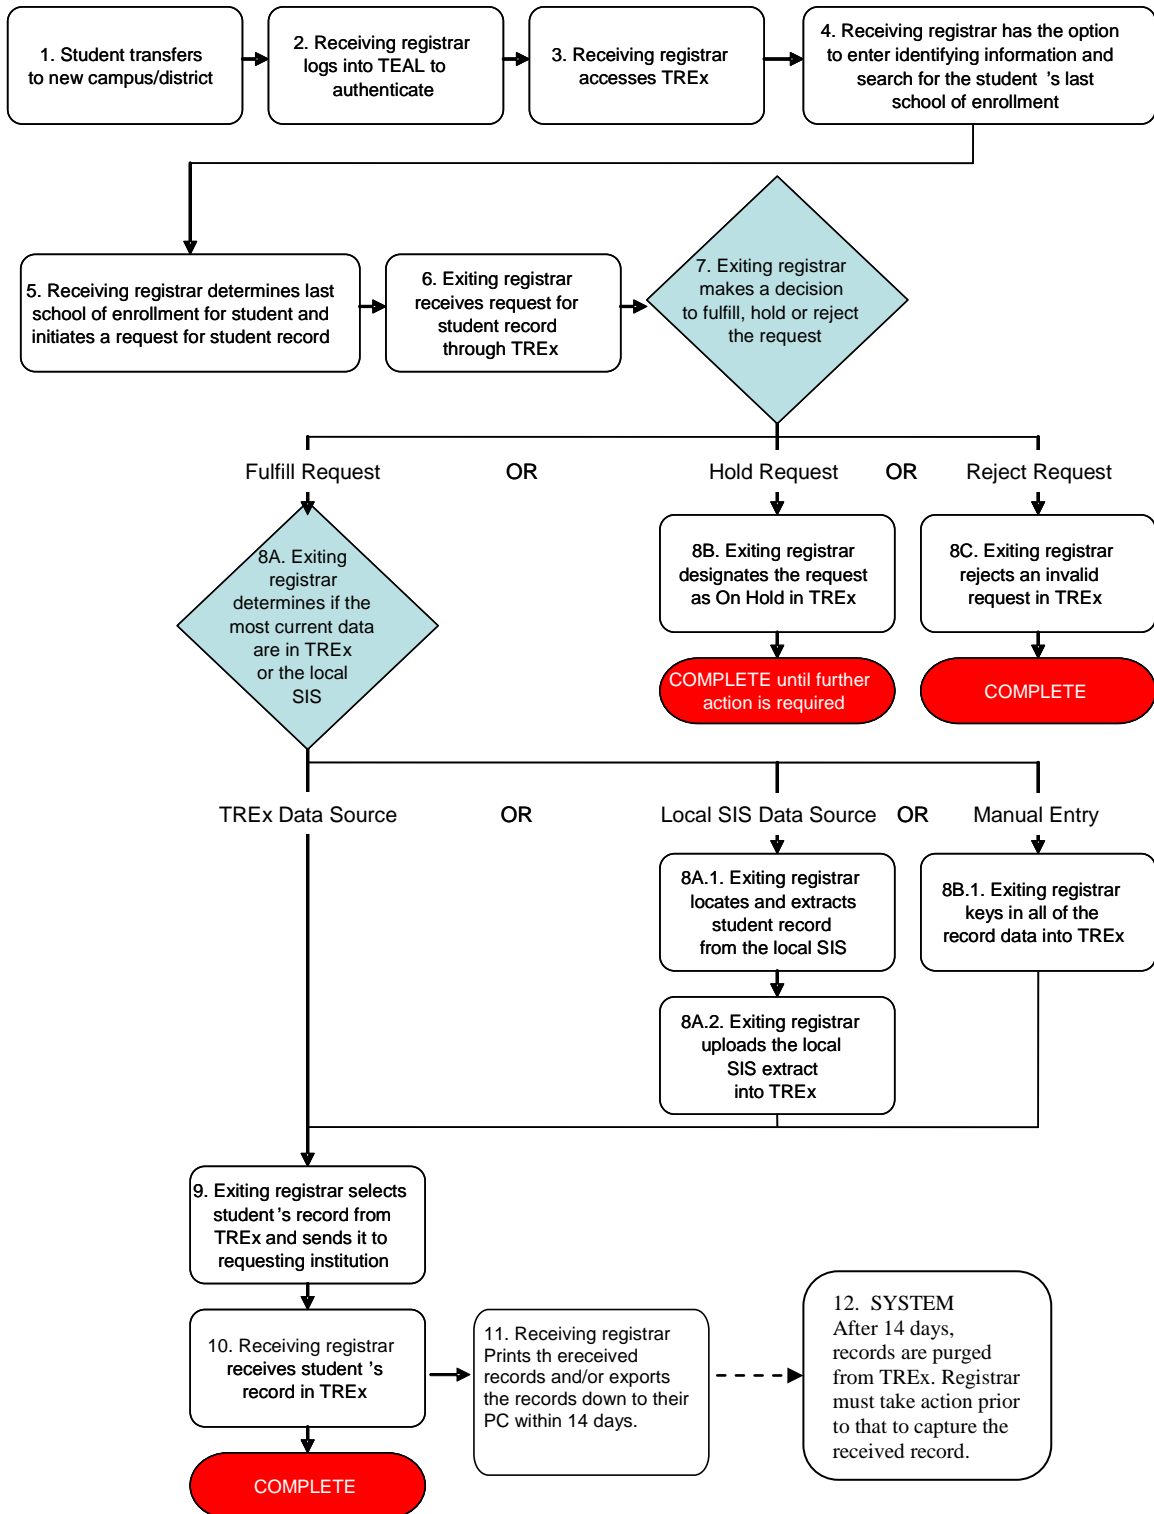 1. Student transfers
to new campus/district
2. Receiving registrar
logs into TEAL to
authenticate
3. Receiving registrar
accesses TREx
4. Receiving registrar has the option
to enter identifying information and
search for the student ’s last
school of enrollment
5. Receiving registrar determines last
school of enrollment for student and
initiates a request for student record
6. Exiting registrar
receives request for
student record
through TREx
7. Exiting registrar
makes a decision
to fulfill, hold or reject
the request
Fulfill Request OR Hold Request OR Reject Request
8A. Exiting
registrar
determines if the
most current data
are in TREx
or the local
SIS
8B. Exiting registrar
designates the request
as On Hold in TREx
8C. Exiting registrar
rejects an invalid
request in TREx
COMPLETE until further
action is required
COMPLETE
TREx Data Source OR Local SIS Data Source OR Manual Entry
8A.1. Exiting registrar
locates and extracts
student record
from the local SIS
8B.1. Exiting registrar
keys in all of the
record data into TREx
8A.2. Exiting registrar
uploads the local
SIS extract
into TREx
9. Exiting registrar selects
student’s record from
TREx and sends it to
requesting institution
10. Receiving registrar
receives student ’s
record in TREx
11. Receiving registrar
Prints th ereceived
records and/or exports
the records down to their
PC within 14 days.
12. SYSTEM
After 14 days,
records are purged
from TREx. Registrar
must take action prior
to that to capture the
received record.
COMPLETE